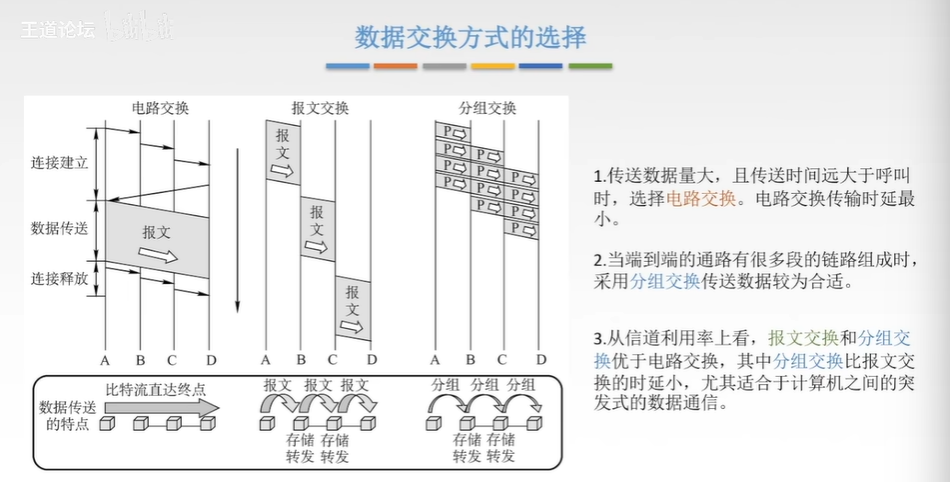 王道论坛 bilibili
数据交换方式的选择
电路交换
报文交换
分组交换
连接建立
数据传送
连接释放
报文
报
文
报
文
报
文
P
P
P P
P P P
P P P
P P
P
A B C D
A B C D
A B C D
数据传送
的特点
比特流直达终点
报文 报文 报文
存储 存储
转发 转发
分组 分组 分组
存储 存储
转发 转发
1.传送数据量大，且传送时间远大于呼叫
时，选择电路交换。电路交换传输时延最
小。
2.当端到端的通路有很多段的链路组成时，
采用分组交换传送数据较为合适。
3.从信道利用率上看，报文交换和分组交
换优于电路交换，其中分组交换比报文交
换的时延小，尤其适合于计算机之间的突
发式的数据通信。